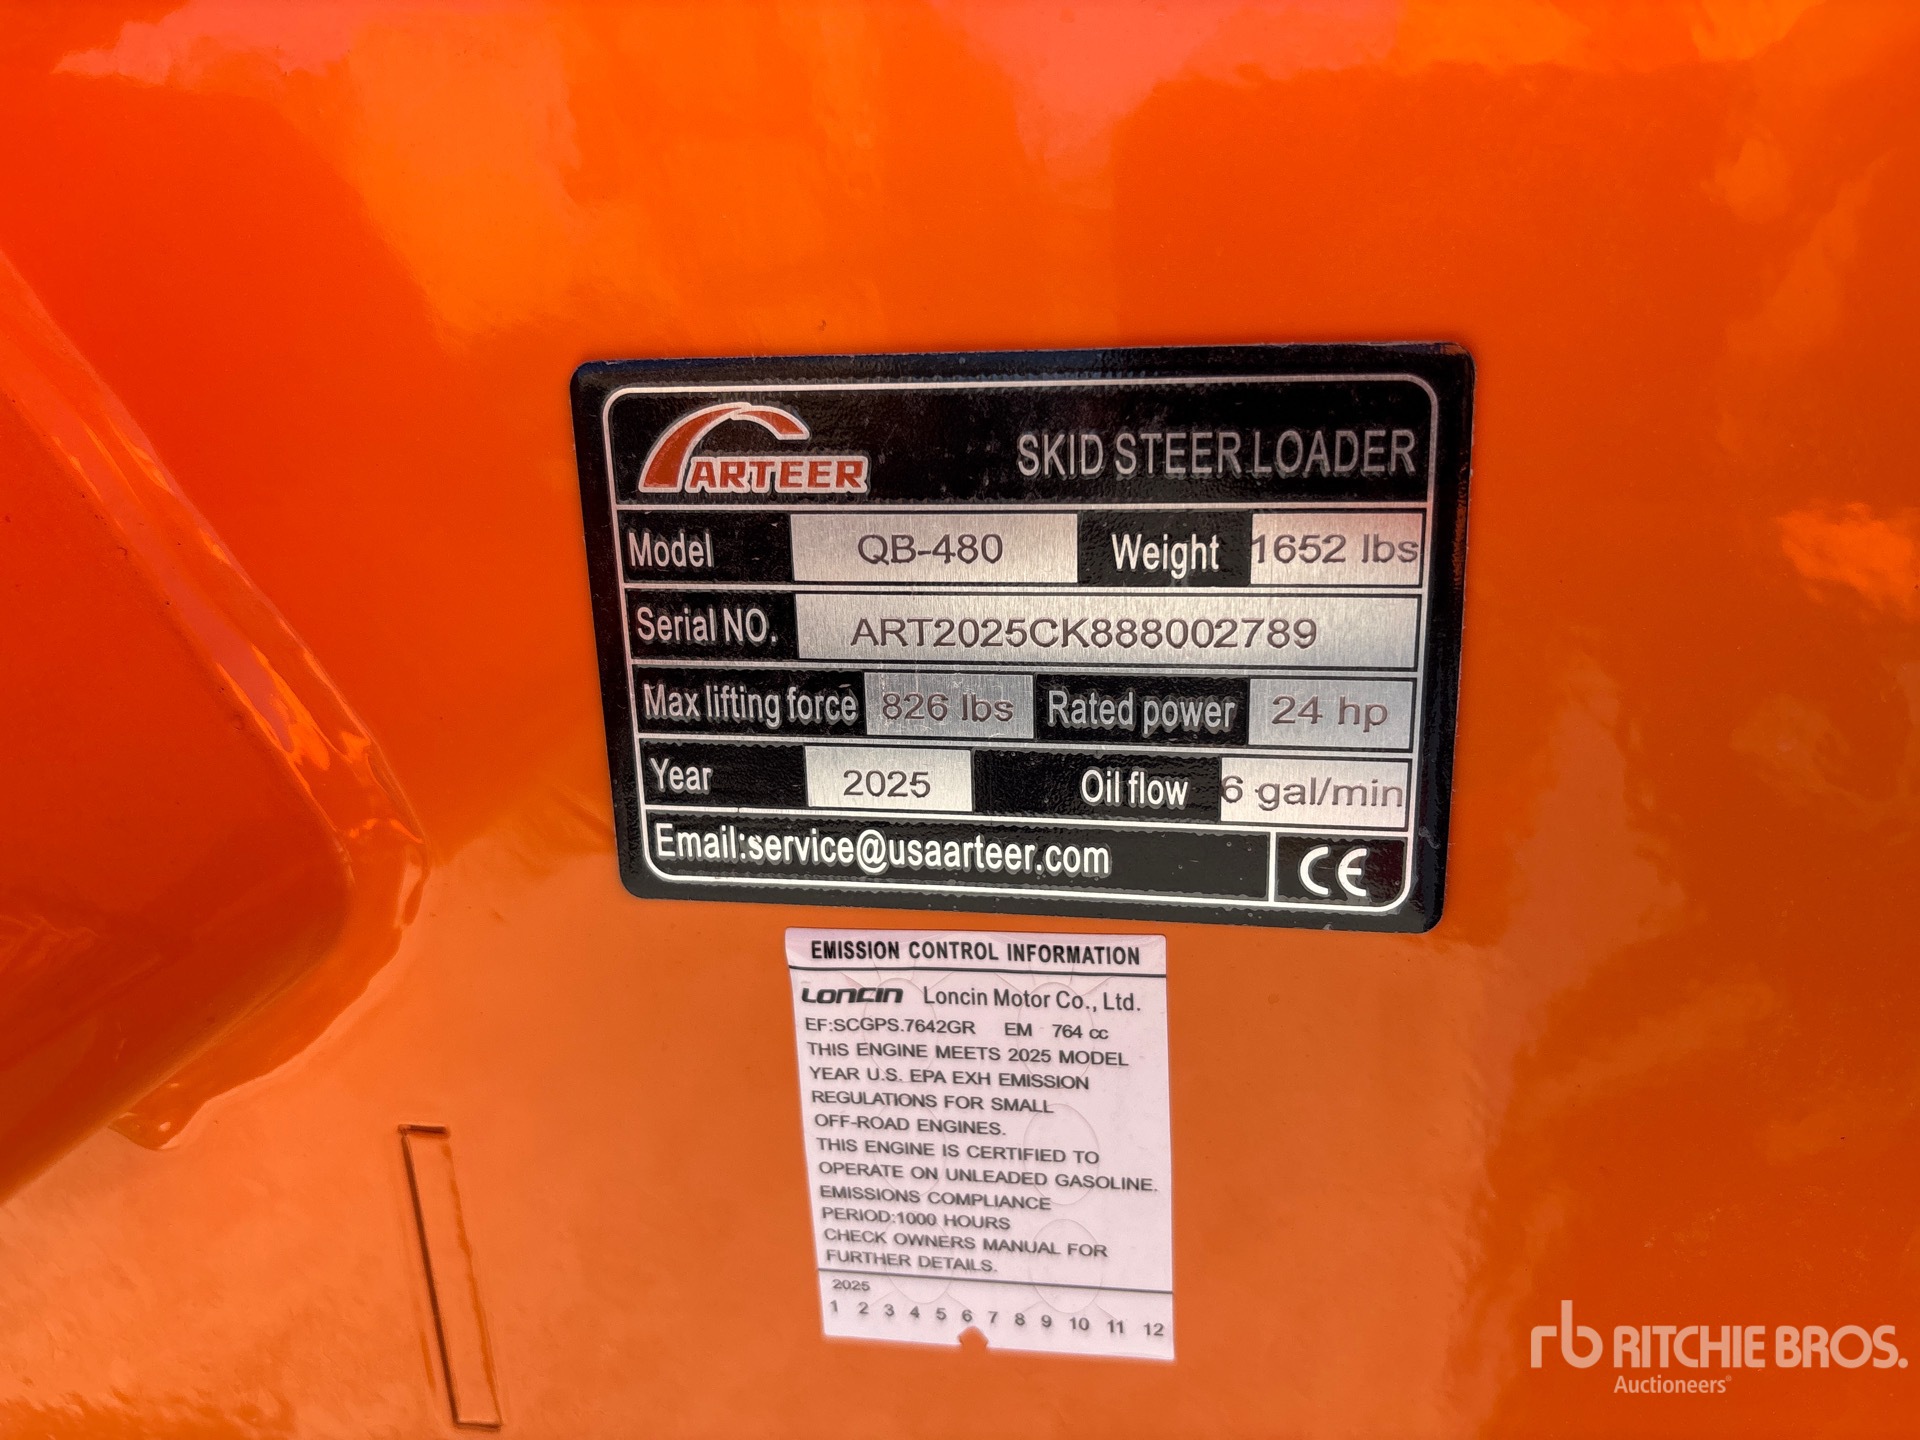 ARTEER SKID STEER LOADER
Model QB-480 Weight 1652 lbs
Serial NO. ART2025CK888002789
Max lifting force 826 lbs Rated power 24 hp
Year 2025 Oil flow 6 gal/min
Email:service@usaarteer.com CE
EMISSION CONTROL INFORMATION
LONCIN Loncin Motor Co., Ltd.
EF:SCGPS.7642GR EM 764 cc
THIS ENGINE MEETS 2025 MODEL
YEAR U.S. EPA EXH EMISSION
REGULATIONS FOR SMALL
OFF-ROAD ENGINES.
THIS ENGINE IS CERTIFIED TO
OPERATE ON UNLEADED GASOLINE.
EMISSIONS COMPLIANCE
PERIOD:1000 HOURS
CHECK OWNERS MANUAL FOR
FURTHER DETAILS.
2025
1 2 3 4 5 6 7 8 9 10 11 12
rb RITCHIE BROS.
Auctioneers